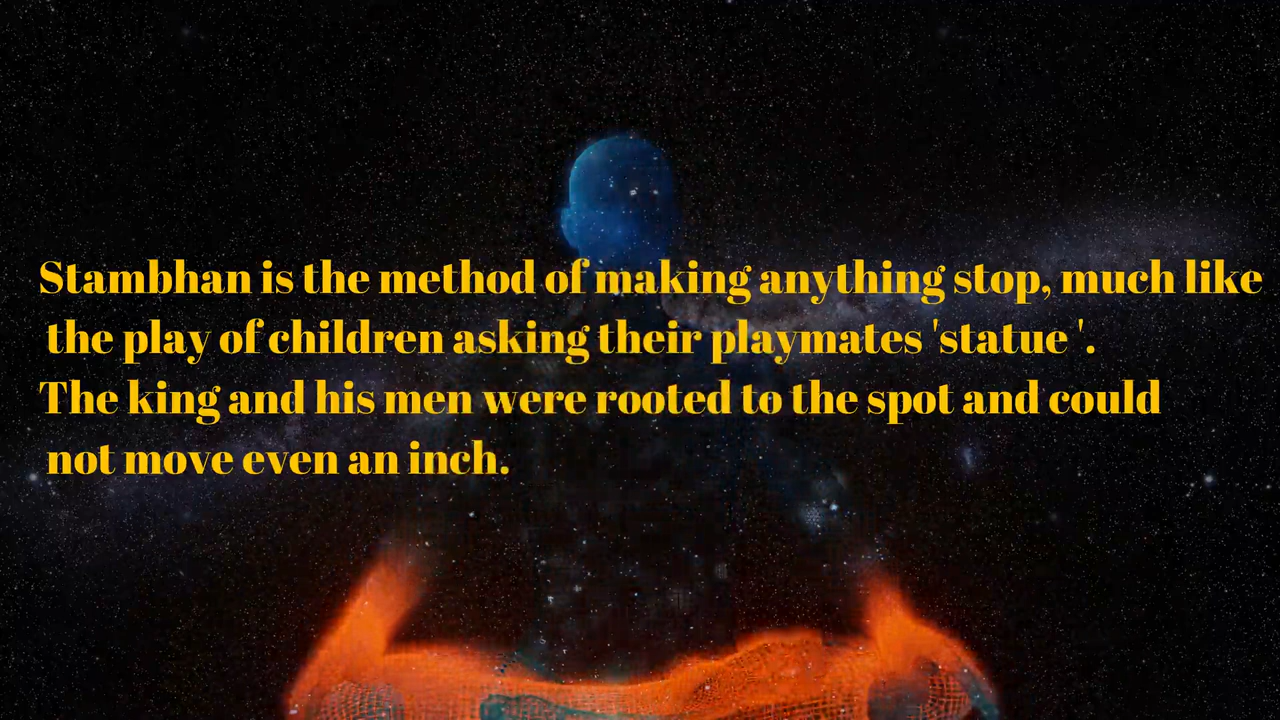 Stambhan is the method of making anything stop, much like
the play of children asking their playmates 'statue '.
The king and his men were rooted to the spot and could
not move even an inch.